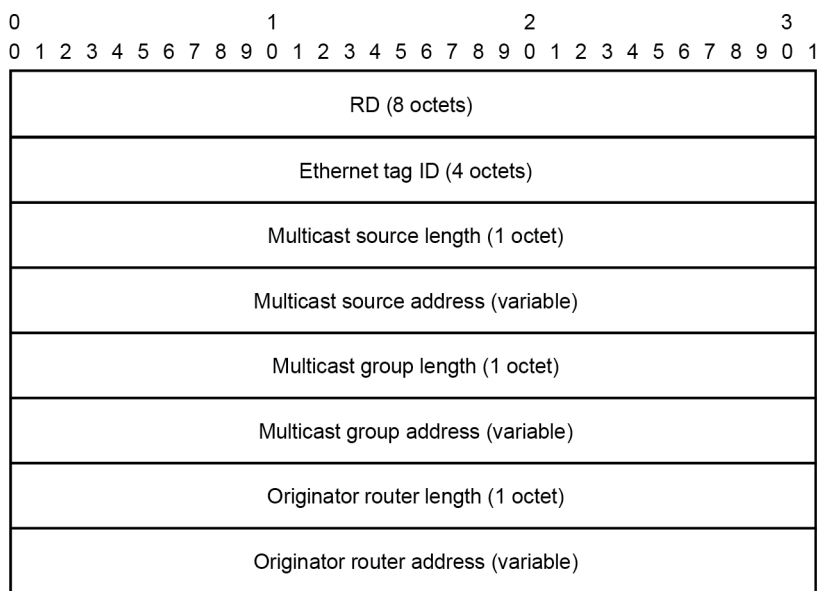 0 1 2 3
0 1 2 3 4 5 6 7 8 9 0 1 2 3 4 5 6 7 8 9 0 1 2 3 4 5 6 7 8 9 0 1
RD (8 octets)
Ethernet tag ID (4 octets)
Multicast source length (1 octet)
Multicast source address (variable)
Multicast group length (1 octet)
Multicast group address (variable)
Originator router length (1 octet)
Originator router address (variable)